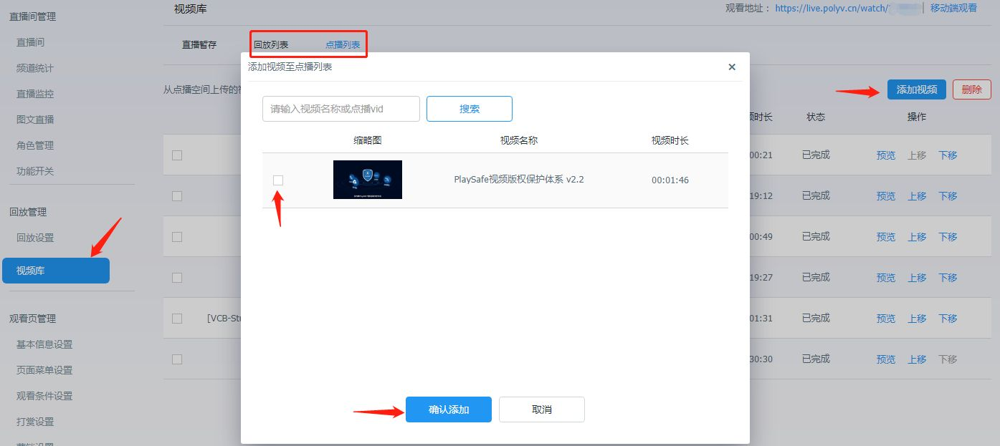 直播间管理
直播间
频道统计
直播监控
图文直播
角色管理
功能开关
回放管理
回放设置
视频库
观看页管理
基本信息设置
页面菜单设置
观看条件设置
打赏设置
视频库
观看地址： https://live.polyv.cn/watch/ 移动端观看
直播暂存 回放列表 点播列表
从点播空间上传的
添加视频 删除
时长 状态 操作
00:21 已完成 预览 上移 下移
19:12 已完成 预览 上移 下移
00:49 已完成 预览 上移 下移
19:27 已完成 预览 上移 下移
[VCB-Stu 01:31 已完成 预览 上移 下移
30:30 已完成 预览 上移 下移
添加视频至点播列表 ×
请输入视频名称或点播vid 搜索
缩略图 视频名称 视频时长
PlaySafe视频版权保护体系 v2.2 00:01:46
确认添加 取消